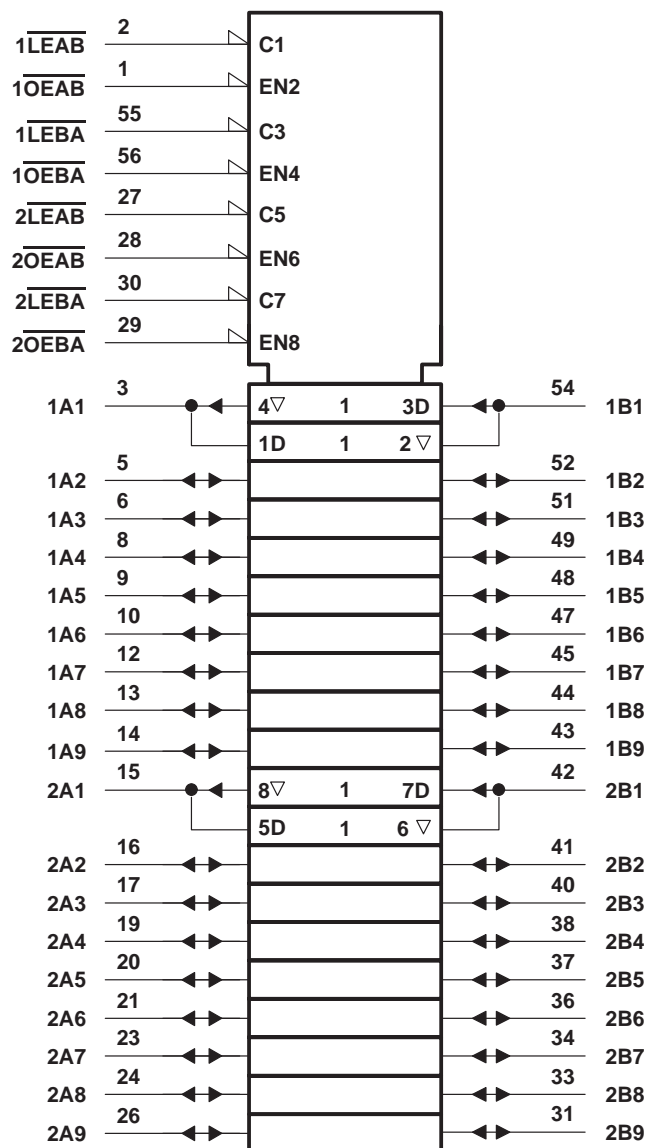 1LEAB 2 C1
1OEAB 1 EN2
1LEBA 55 C3
1OEBA 56 EN4
2LEAB 27 C5
2OEAB 28 EN6
2LEBA 30 C7
2OEBA 29 EN8
1A1 3 4▽ 1 3D 54 1B1
1D 1 2 ▽
1A2 5 52 1B2
1A3 6 51 1B3
1A4 8 49 1B4
1A5 9 48 1B5
1A6 10 47 1B6
1A7 12 45 1B7
1A8 13 44 1B8
1A9 14 43 1B9
2A1 15 8▽ 1 7D 42 2B1
5D 1 6 ▽
2A2 16 41 2B2
2A3 17 40 2B3
2A4 19 38 2B4
2A5 20 37 2B5
2A6 21 36 2B6
2A7 23 34 2B7
2A8 24 33 2B8
2A9 26 31 2B9